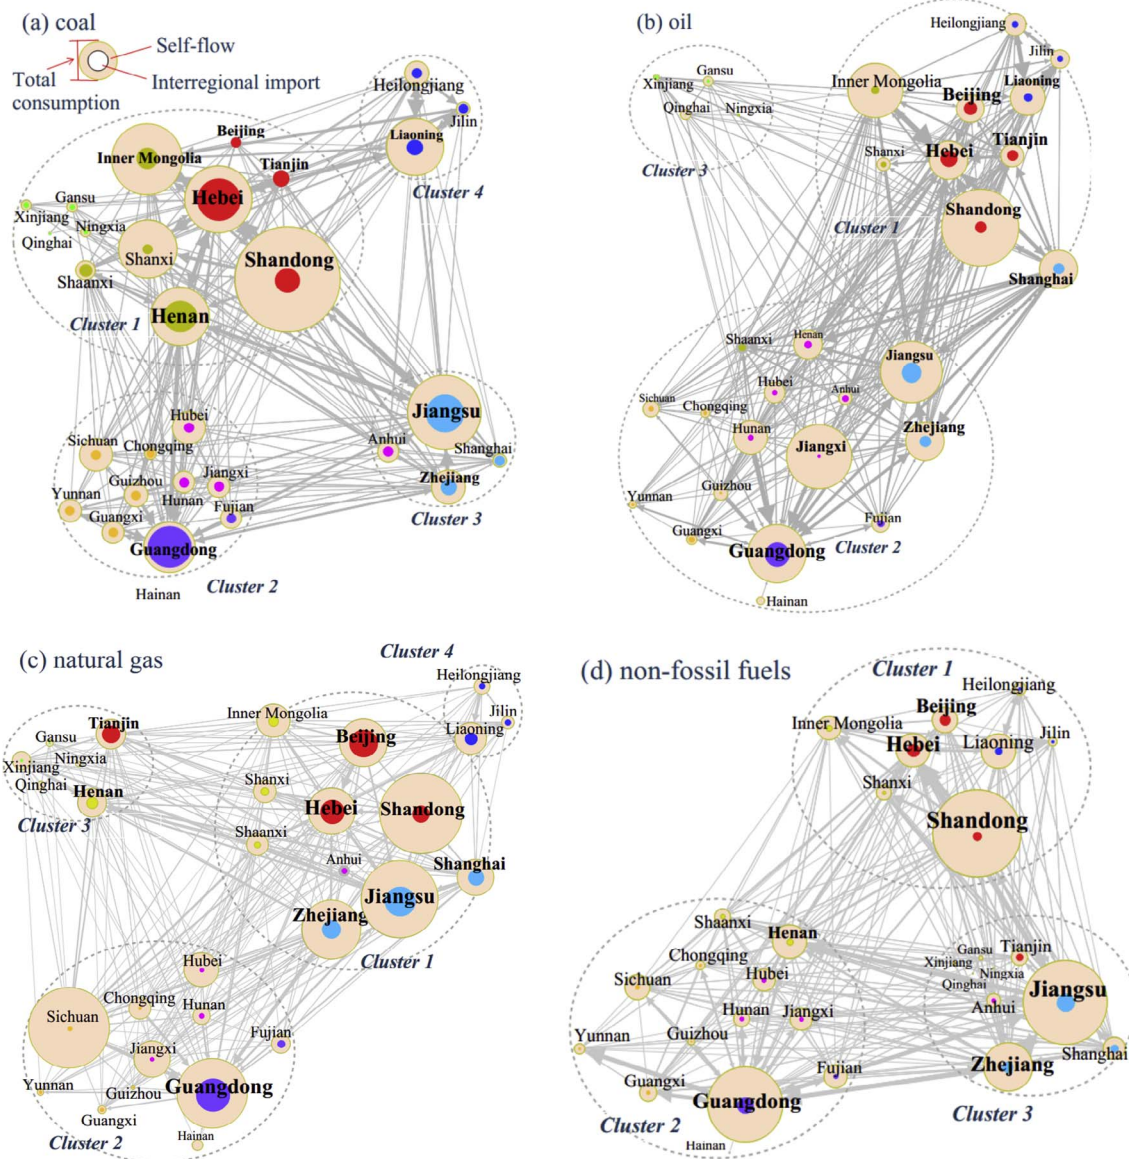 (a) coal
Self-flow
Total
consumption
Interregional import
Heilongjiang
Jilin
Beijing
Liaoning
Inner Mongolia
Tianjin
Cluster 4
Hebei
Gansu
Xinjiang
Ningxia
Qinghai
Shanxi
Shandong
Shaanxi
Henan
Cluster 1
Jiangsu
Hubei
Anhui
Shanghai
Sichuan
Chongqing
Zhejiang
Guizhou
Jiangxi
Yunnan
Hunan
Fujian
Guangxi
Cluster 3
Guangdong
Cluster 2
Hainan
(b) oil
Heilongjiang
Jilin
Gansu
Xinjiang
Inner Mongolia
Liaoning
Beijing
Qinghai
Ningxia
Tianjin
Shanxi
Hebei
Cluster 3
Shandong
Cluster 1
Shanghai
Henan
Shaanxi
Jiangsu
Hubei
Anhui
Sichuan
Chongqing
Hunan
Zhejiang
Jiangxi
Guizhou
Yunnan
Fujian
Guangxi
Guangdong
Cluster 2
Hainan
(c) natural gas
Cluster 4
Heilongjiang
Inner Mongolia
Jilin
Tianjin
Liaoning
Beijing
Gansu
Xinjiang
Ningxia
Qinghai
Shanxi
Henan
Hebei
Shandong
Cluster 3
Shaanxi
Anhui
Shanghai
Jiangsu
Zhejiang
Hubei
Cluster 1
Chongqing
Hunan
Sichuan
Fujian
Jiangxi
Yunnan
Guizhou
Guangdong
Guangxi
Hainan
Cluster 2
(d) non-fossil fuels
Cluster 1
Heilongjiang
Beijing
Inner Mongolia
Hebei
Liaoning
Jilin
Shanxi
Shandong
Shaanxi
Henan
Gansu
Tianjin
Chongqing
Xinjiang
Hubei
Ningxia
Sichuan
Qinghai
Jiangsu
Hunan
Jiangxi
Anhui
Yunnan
Guizhou
Shanghai
Fujian
Zhejiang
Guangxi
Guangdong
Cluster 2
Cluster 3
Hainan